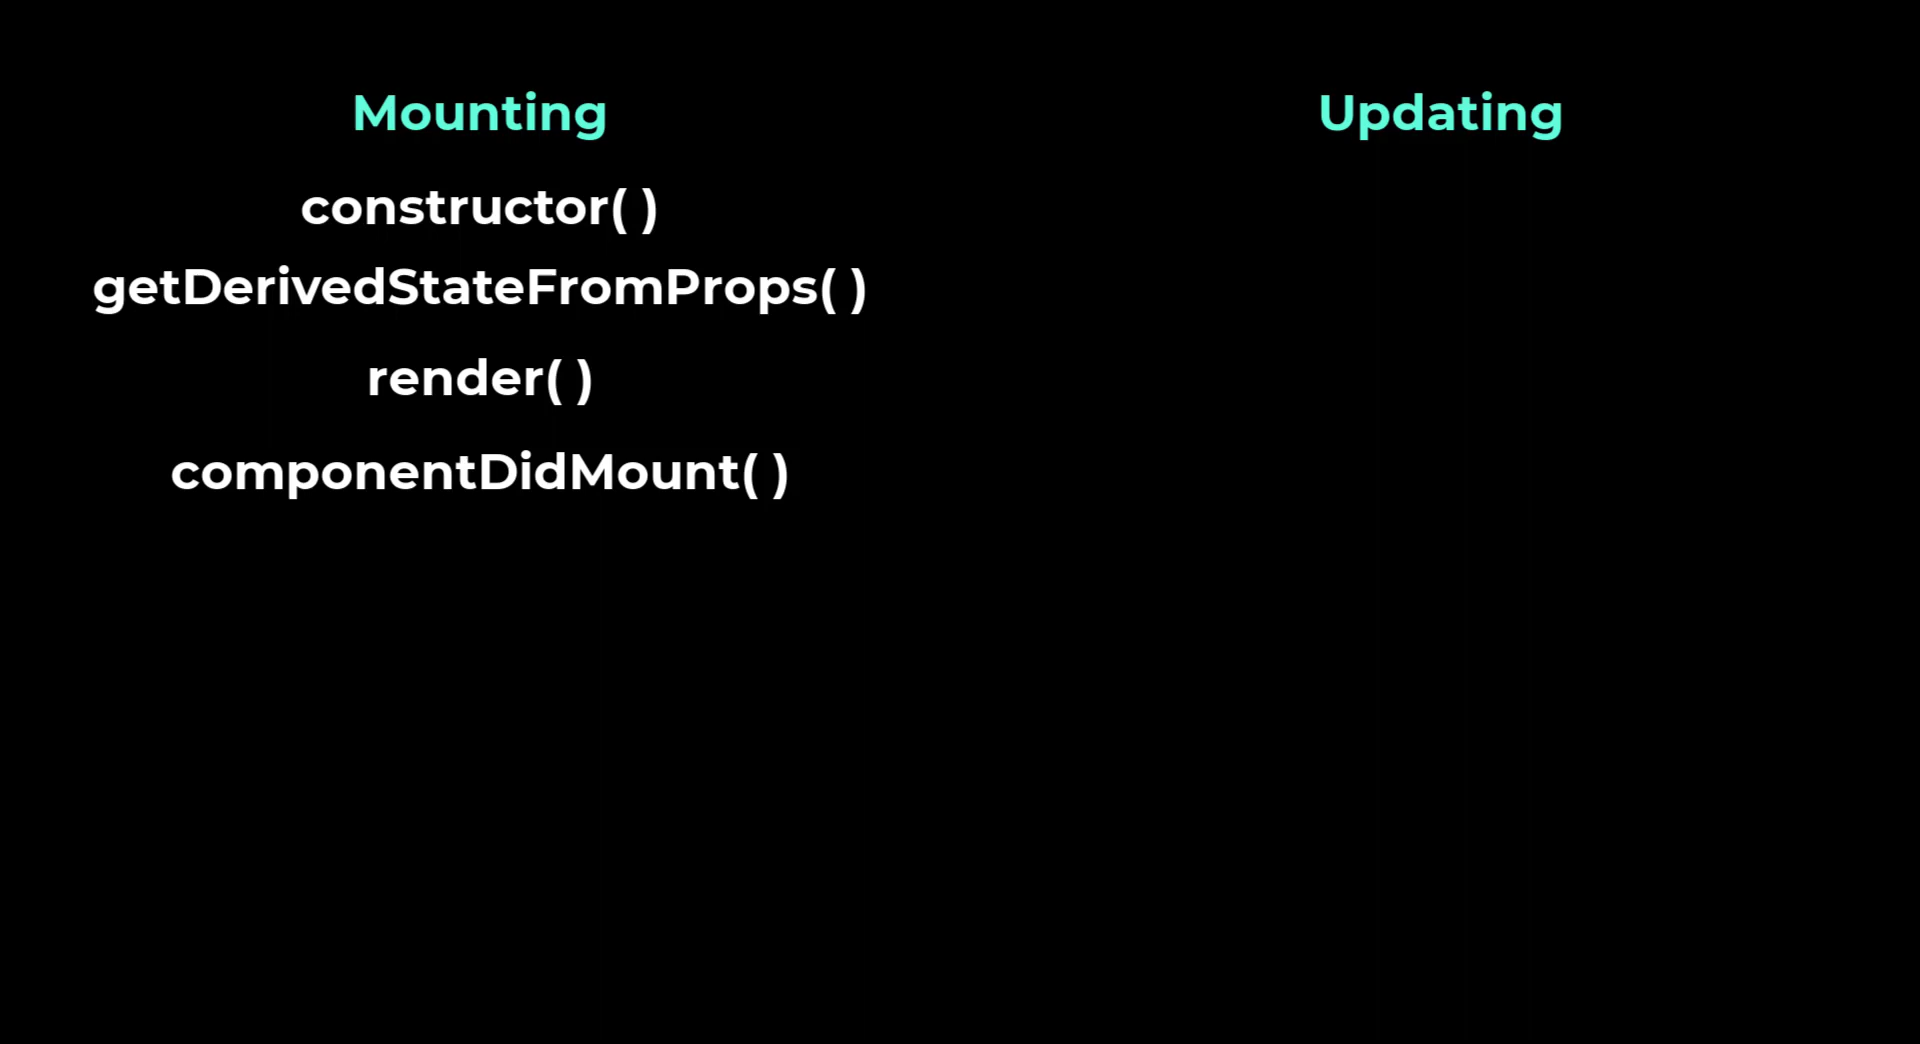 Mounting
constructor( )
getDerivedStateFromProps( )
render( )
componentDidMount( )
Updating